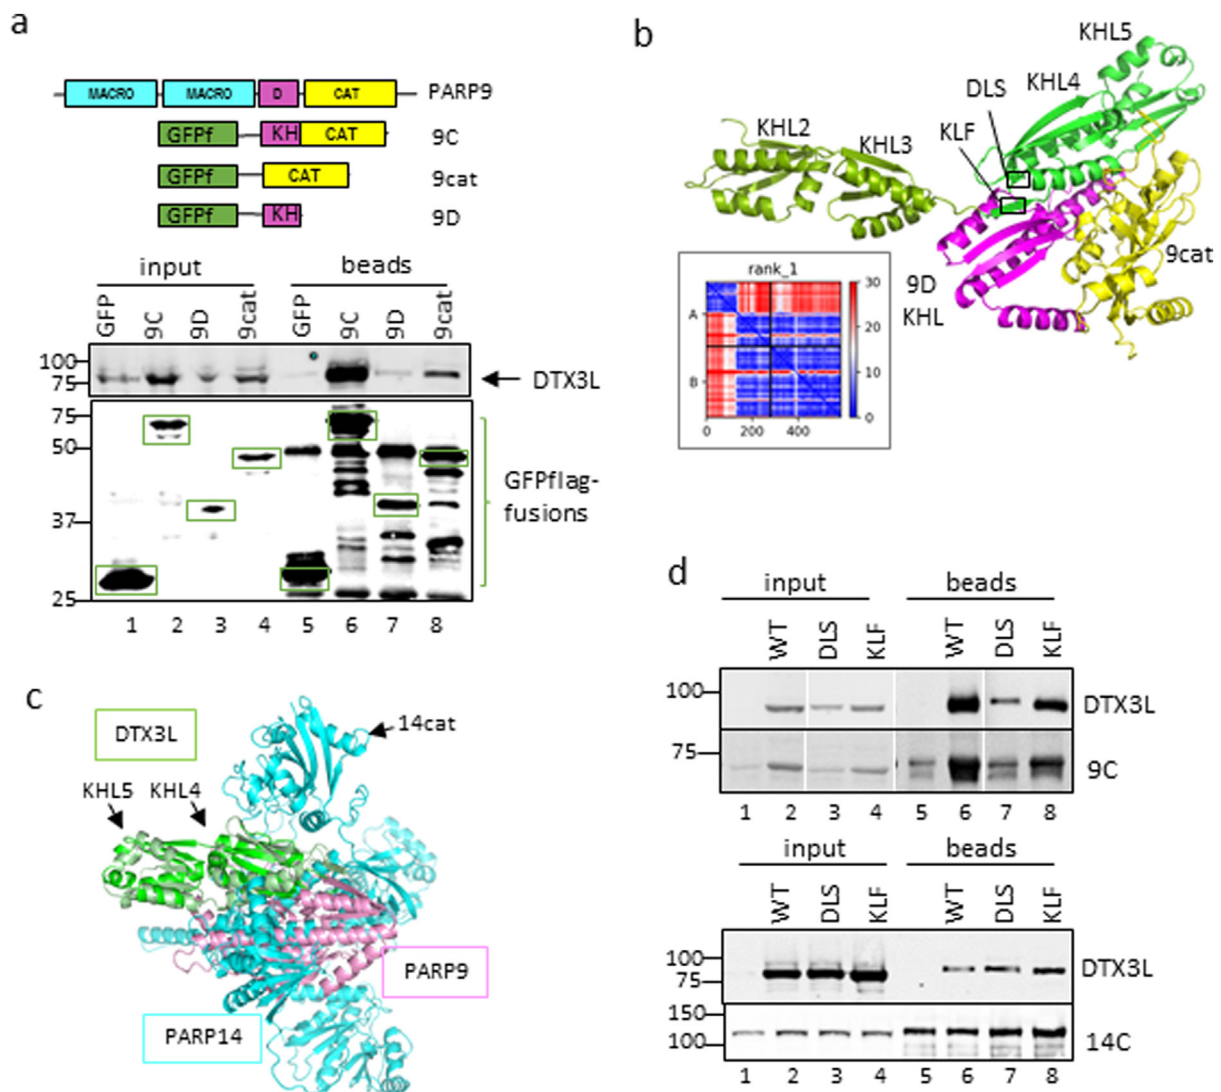 a
MACRO MACRO D CAT PARP9
GFPf KH CAT 9C
GFPf CAT 9cat
GFPf KH 9D
input beads
GFP 9C 9D 9cat GFP 9C 9D 9cat
100
75
DTX3L
75
50
37
25
GFPflag-
fusions
1 2 3 4 5 6 7 8
b
KHL5
DLS KHL4
KLF
KHL2 KHL3
9cat
9D
KHL
rank_1
A
B
0 200 400
30
20
10
0
c
DTX3L
14cat
KHL5 KHL4
PARP9
PARP14
d
input beads
WT DLS KLF WT DLS KLF
100
DTX3L
75
9C
1 2 3 4 5 6 7 8
input beads
WT DLS KLF WT DLS KLF
100
75
DTX3L
150
100
14C
1 2 3 4 5 6 7 8